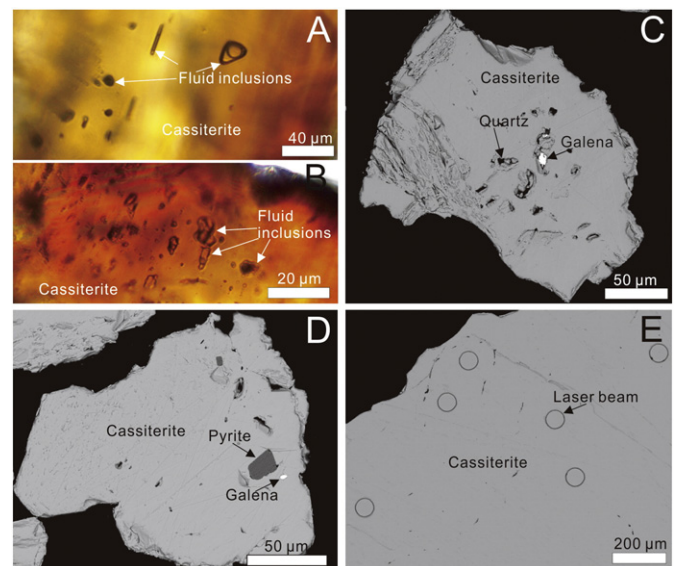 A
Fluid inclusions
Cassiterite
40 µm
B
Fluid
inclusions
Cassiterite
20 µm
C
Cassiterite
Quartz
Galena
50 µm
D
Cassiterite
Pyrite
Galena
50 µm
E
Laser beam
Cassiterite
200 µm